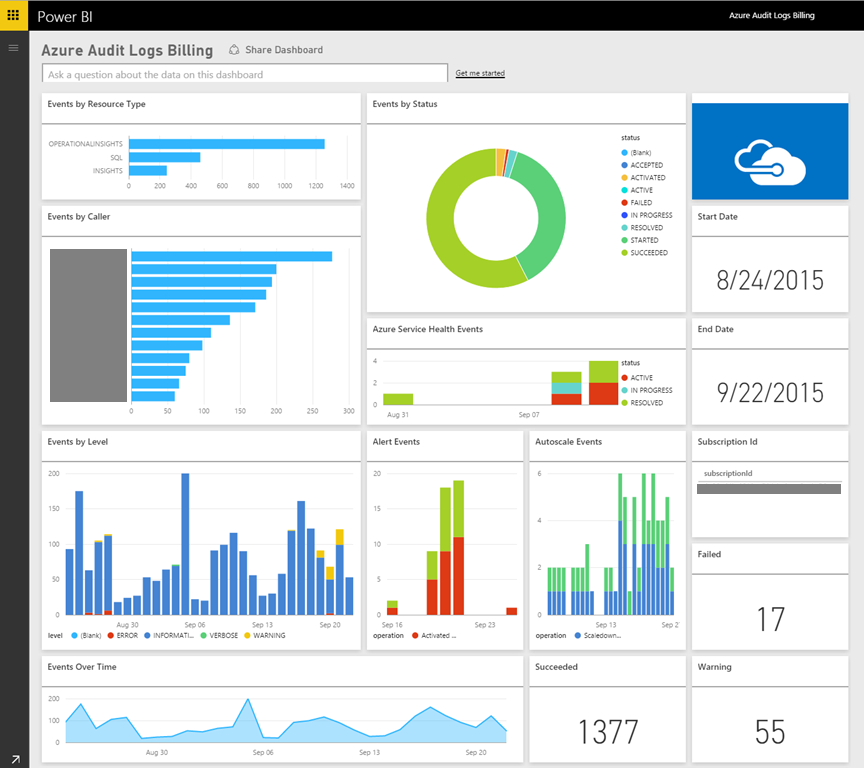 Power BI
Azure Audit Logs Billing
Azure Audit Logs Billing
Share Dashboard
Ask a question about the data on this dashboard
Get me started
Events by Resource Type
OPERATIONALINSIGHTS
SQL
INSIGHTS
0 200 400 600 800 1000 1200 1400
Events by Status
status
(Blank)
ACCEPTED
ACTIVATED
ACTIVE
FAILED
IN PROGRESS
RESOLVED
STARTED
SUCCEEDED
Events by Caller
0 50 100 150 200 250 300
Start Date
8/24/2015
Azure Service Health Events
4
2
0
Aug 31 Sep 07
status
ACTIVE
IN PROGRESS
RESOLVED
End Date
9/22/2015
Events by Level
200
150
100
50
0
Aug 30 Sep 06 Sep 13 Sep 20
level (Blank) ERROR INFORMATI... VERBOSE WARNING
Alert Events
20
15
10
5
0
Sep 16 Sep 23
operation Activated ...
Autoscale Events
6
4
2
0
Sep 13 Sep 2
operation Scaledown...
Subscription Id
subscriptionId
Failed
17
Events Over Time
200
100
0
Aug 30 Sep 06 Sep 13 Sep 20
Succeeded
1377
Warning
55